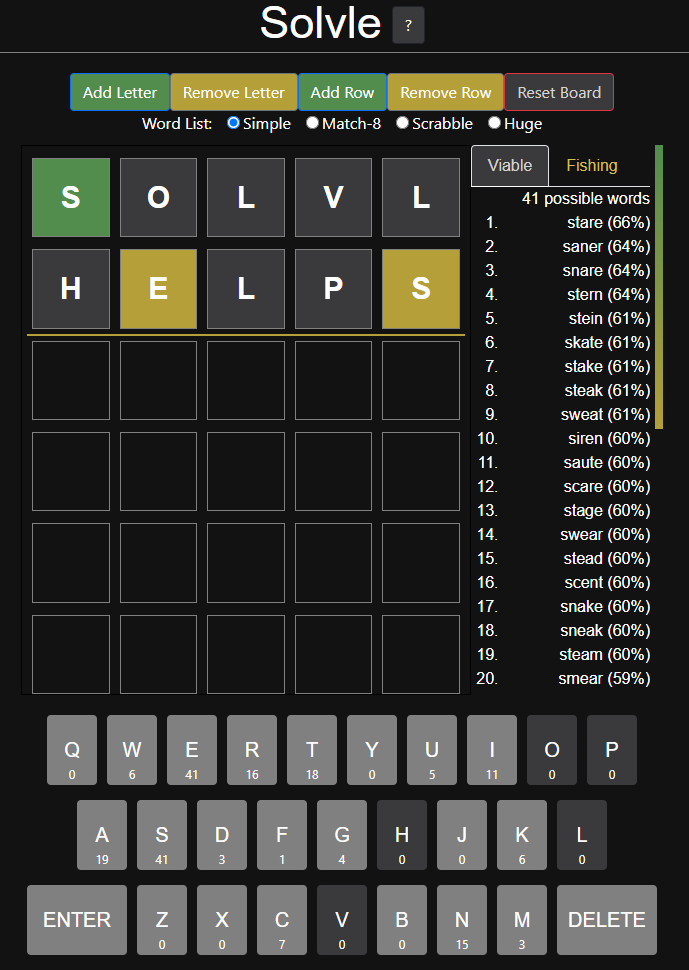 Solvle ?
Add Letter Remove Letter Add Row Remove Row Reset Board
Word List: Simple Match-8 Scrabble Huge
S O L V L
H E L P S
Viable Fishing
41 possible words
1. stare (66%)
2. saner (64%)
3. snare (64%)
4. stern (64%)
5. stein (61%)
6. skate (61%)
7. stake (61%)
8. steak (61%)
9. sweat (61%)
10. siren (60%)
11. saute (60%)
12. scare (60%)
13. stage (60%)
14. swear (60%)
15. stead (60%)
16. scent (60%)
17. snake (60%)
18. sneak (60%)
19. steam (60%)
20. smear (59%)
Q W E R T Y U I O P
0 6 41 16 18 0 5 11 0 0
A S D F G H J K L
19 41 3 1 4 0 0 6 0
ENTER Z X C V B N M DELETE
0 0 7 0 0 15 3